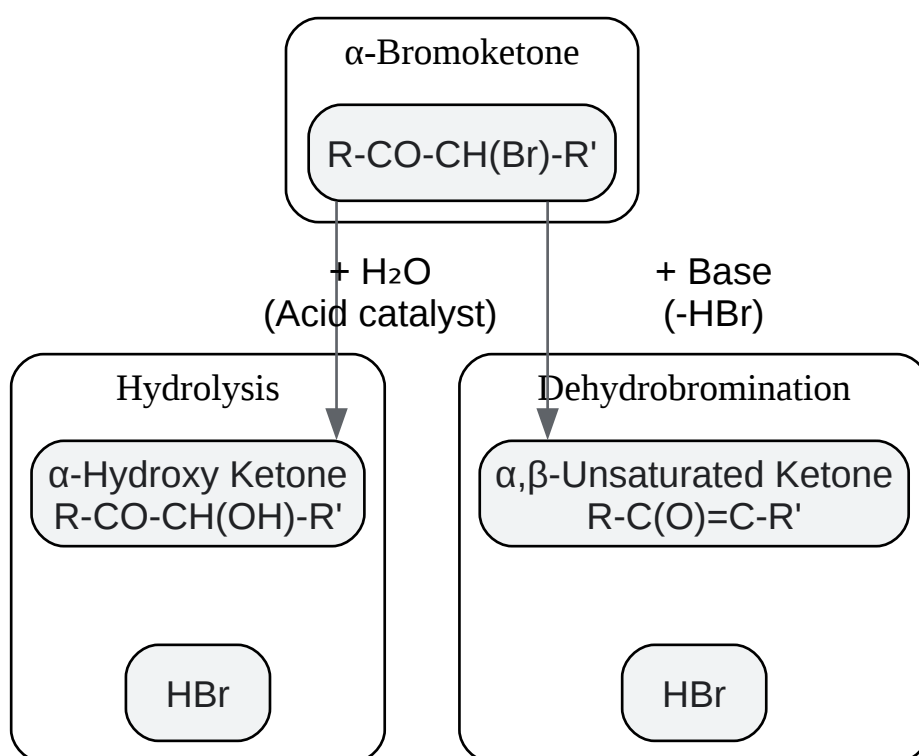 α-Bromoketone
R-CO-CH(Br)-R'
+ H₂O
(Acid catalyst)
+ Base
(-HBr)
Hydrolysis
α-Hydroxy Ketone
R-CO-CH(OH)-R'
HBr
Dehydrobromination
α,β-Unsaturated Ketone
R-C(O)=C-R'
HBr